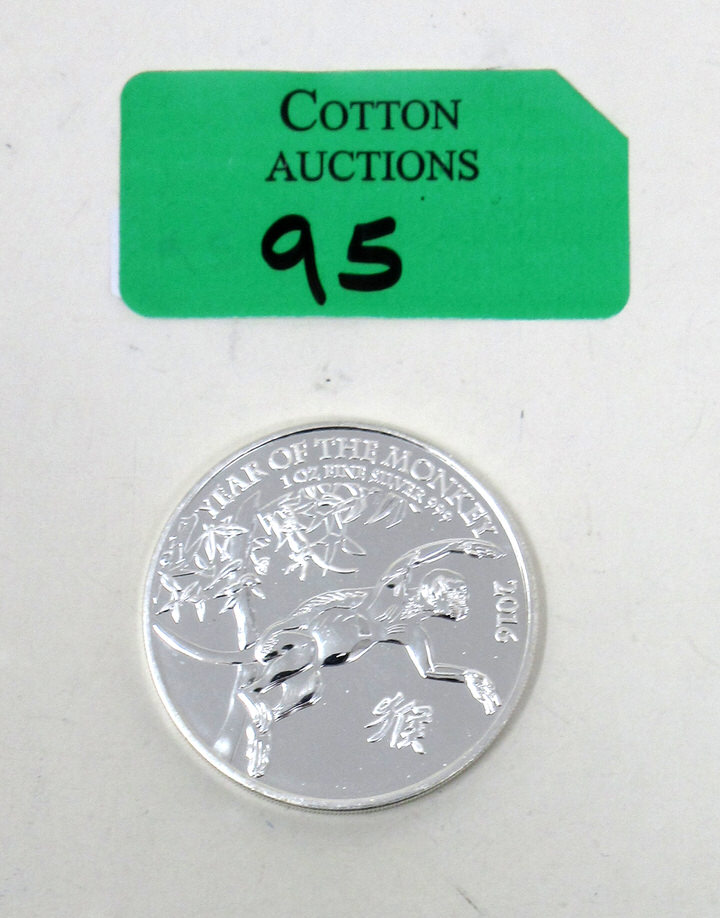 COTTON
AUCTIONS
95
YEAR OF THE MONKEY
1 OZ FINE SILVER 999
2016
猴